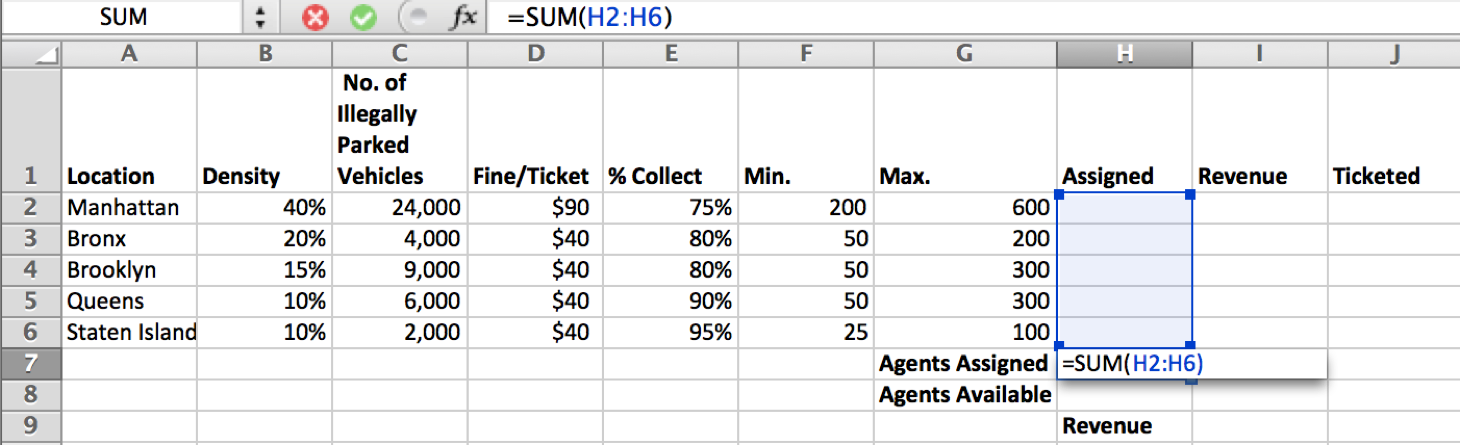 SUM fx =SUM(H2:H6)
A B C D E F G H I J
No. of
Illegally
Parked
1 Location Density Vehicles Fine/Ticket % Collect Min. Max. Assigned Revenue Ticketed
2 Manhattan 40% 24,000 $90 75% 200 600
3 Bronx 20% 4,000 $40 80% 50 200
4 Brooklyn 15% 9,000 $40 80% 50 300
5 Queens 10% 6,000 $40 90% 50 300
6 Staten Island 10% 2,000 $40 95% 25 100
7 Agents Assigned =SUM(H2:H6)
8 Agents Available
9 Revenue